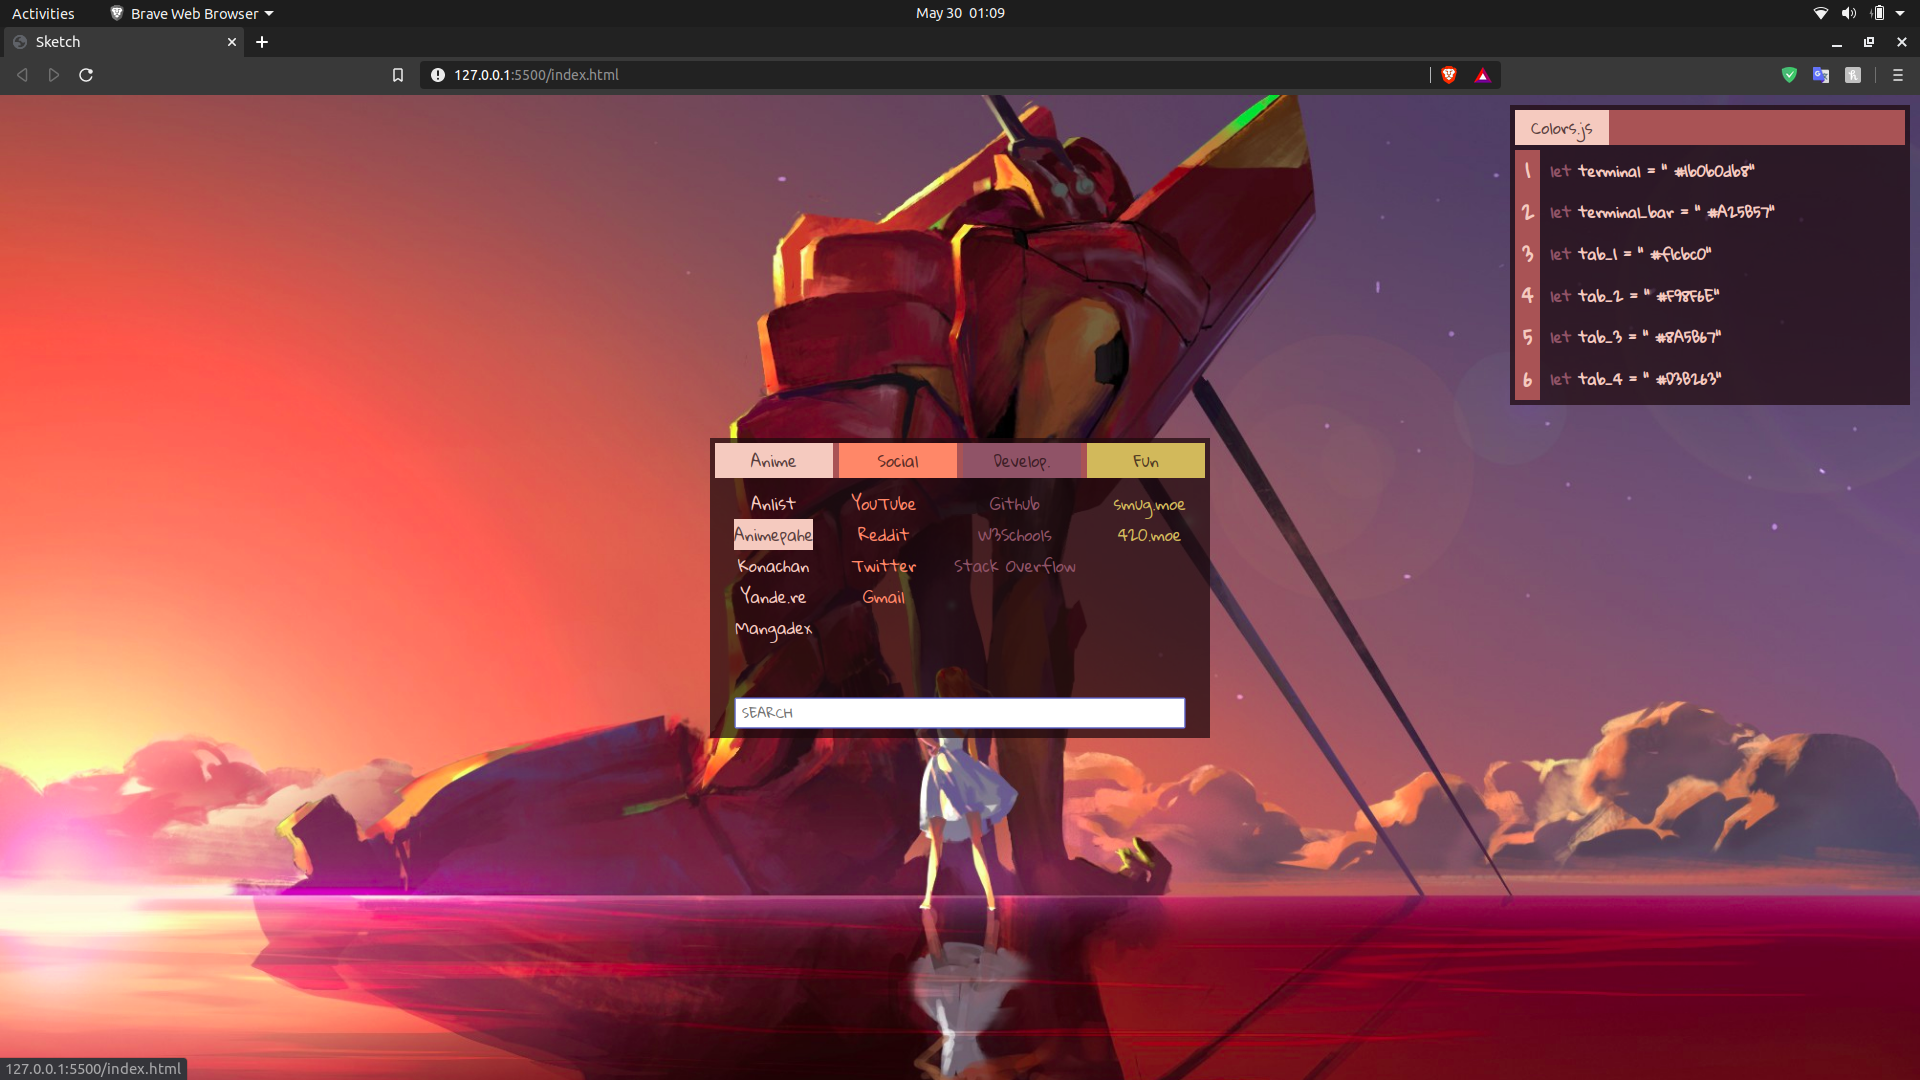 Activities Brave Web Browser May 30 01:09
Sketch
127.0.0.1:5500/index.html
Colors.js
1 let terminal = " #1b0b0db8"
2 let terminal_bar = " #A25B57"
3 let tab_1 = " #f1cbc0"
4 let tab_2 = " #F98F6E"
5 let tab_3 = " #8A5B67"
6 let tab_4 = " #D3B263"
Anime Social Develop. Fun
Anlist YouTube Github smug.moe
Animepahe Reddit W3Schools 420.moe
Konachan Twitter Stack Overflow
Yande.re Gmail
Mangadex
SEARCH
127.0.0.1:5500/index.html